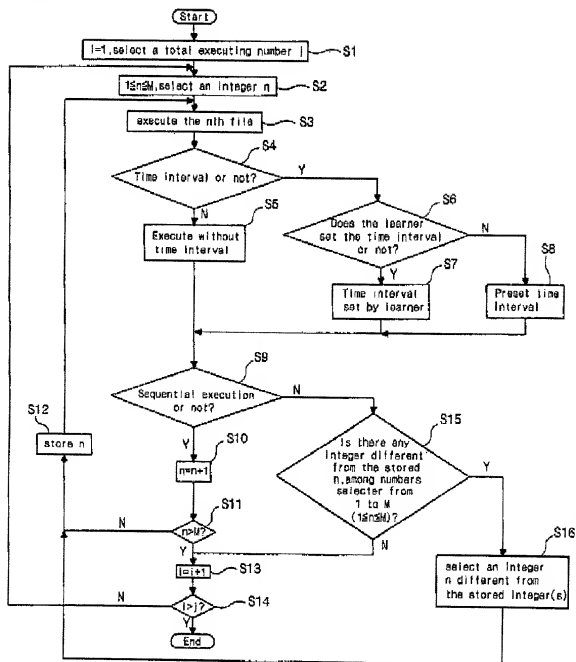 Start
i=1,select a total executing number j
S1
1≦n≦M,select an Integer n
S2
execute the nth file
S3
S4
Time interval or not?
Y
N
S5
Execute without
time interval
S6
Does the learner
set the time interval
or not?
N
Y
S7
Time interval
set by learner
S8
Preset time
Interval
S9
Sequential execution
or not?
N
Y
S10
n=n+1
S11
n>M?
N
Y
S12
store n
S13
i=i+1
S14
i>j?
N
Y
End
S15
Is there any
integer different
from the stored
n,among numbers
selecter from
1 to M
(1≦n≦M)?
Y
N
S16
select an Integer
n different from
the stored integer(s)